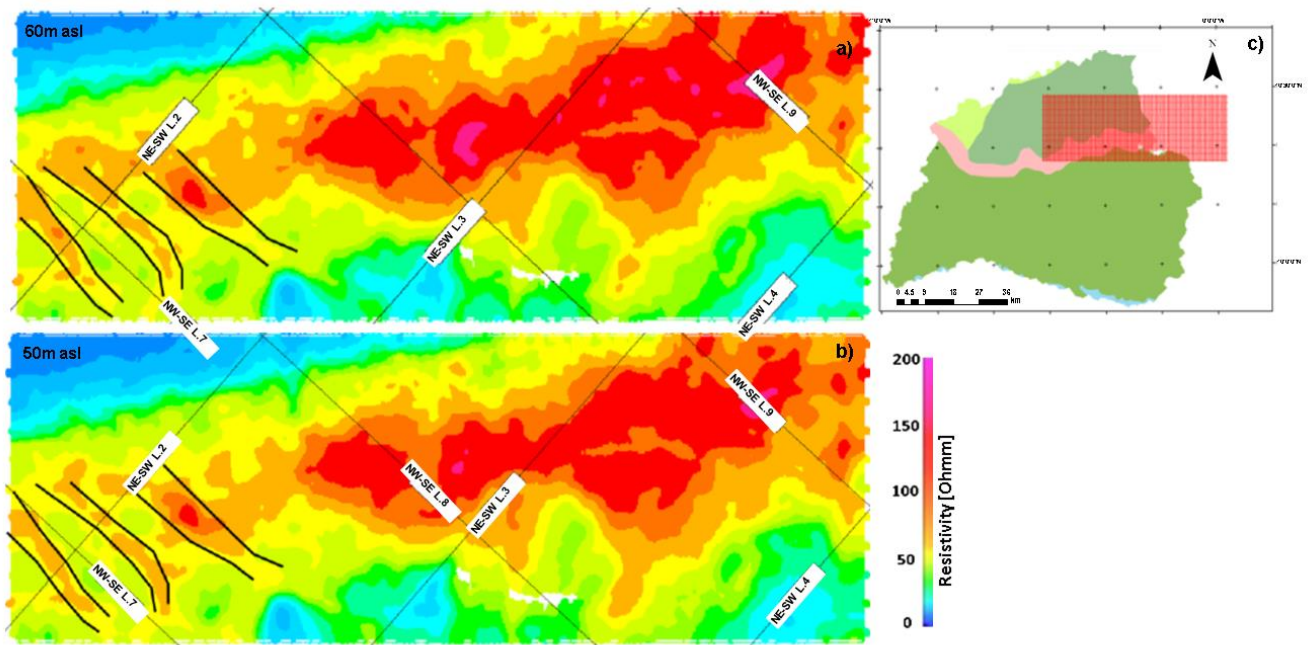 60m asl
a)
NE-SW L.2
NW-SE L.9
NE-SW L.3
NE-SW L.4
NW-SE L.7
N
c)
0 4.5 9 18 27 36
km
50m asl
b)
NE-SW L.2
NW-SE L.9
NW-SE L.8
NE-SW L.3
NW-SE L.7
NE-SW L.4
200
150
100
50
0
Resistivity [Ohmm]